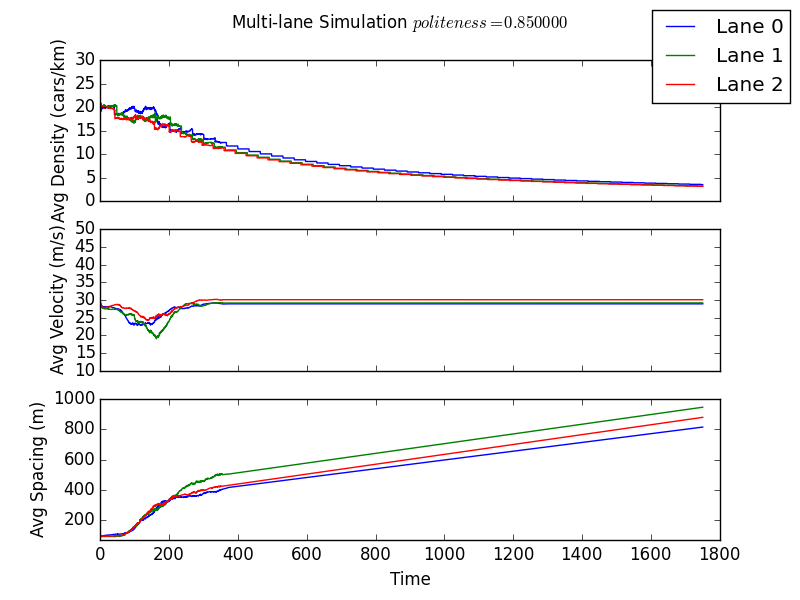 Multi-lane Simulation politeness=0.850000
Lane 0
Lane 1
Lane 2
Avg Density (cars/km)
30
25
20
15
10
5
0
Avg Velocity (m/s)
50
45
40
35
30
25
20
15
10
Avg Spacing (m)
1000
800
600
400
200
0 200 400 600 800 1000 1200 1400 1600 1800
Time